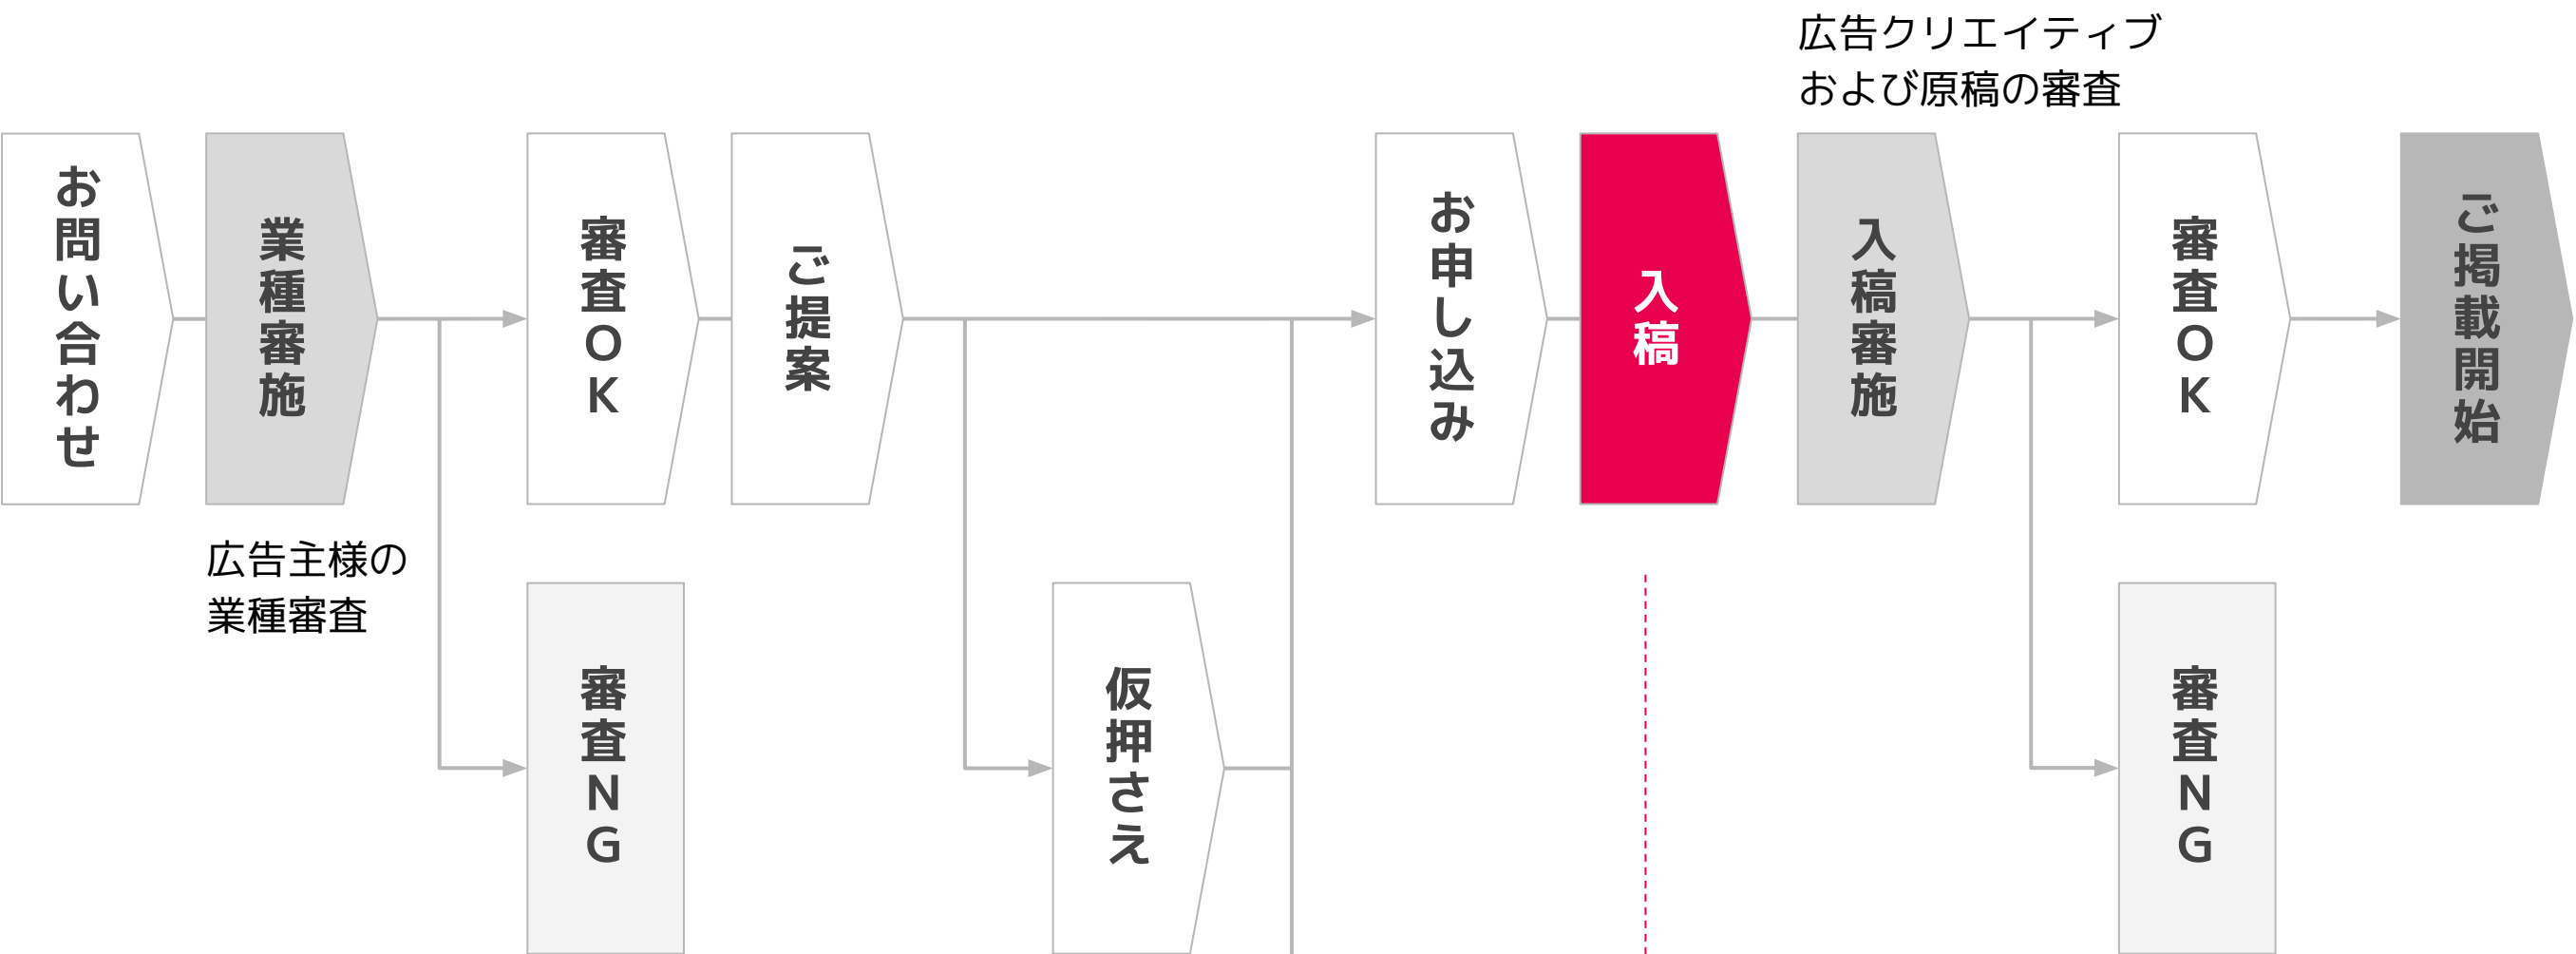 広告クリエイティブ
および原稿の審査
お問い合わせ
業種審施
審査OK
ご提案
お申し込み
入稿
入稿審施
審査OK
ご掲載開始
広告主様の
業種審査
審査NG
仮押さえ
審査NG